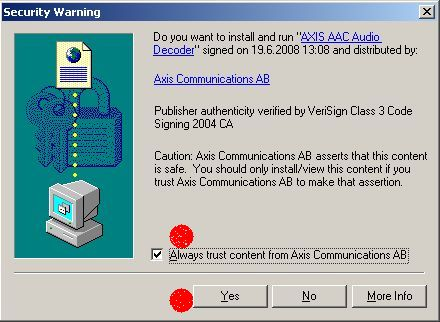 Security Warning
Do you want to install and run "AXIS AAC Audio
Decoder" signed on 19.6.2008 13:08 and distributed by:
Axis Communications AB
Publisher authenticity verified by VeriSign Class 3 Code
Signing 2004 CA
Caution: Axis Communications AB asserts that this content
is safe. You should only install/view this content if you
trust Axis Communications AB to make that assertion.
Always trust content from Axis Communications AB
Yes No More Info